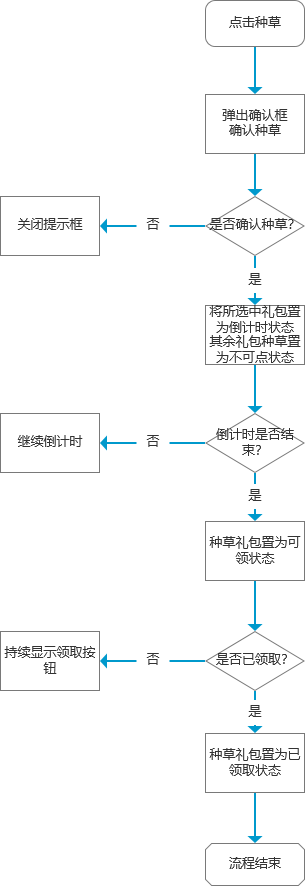 点击种草
弹出确认框
确认种草
是否确认种草？
否
关闭提示框
是
将所选中礼包置
为倒计时状态
其余礼包种草置
为不可点状态
倒计时是否结
束？
否
继续倒计时
是
种草礼包置为可
领状态
是否已领取？
否
持续显示领取按
钮
是
种草礼包置为已
领取状态
流程结束